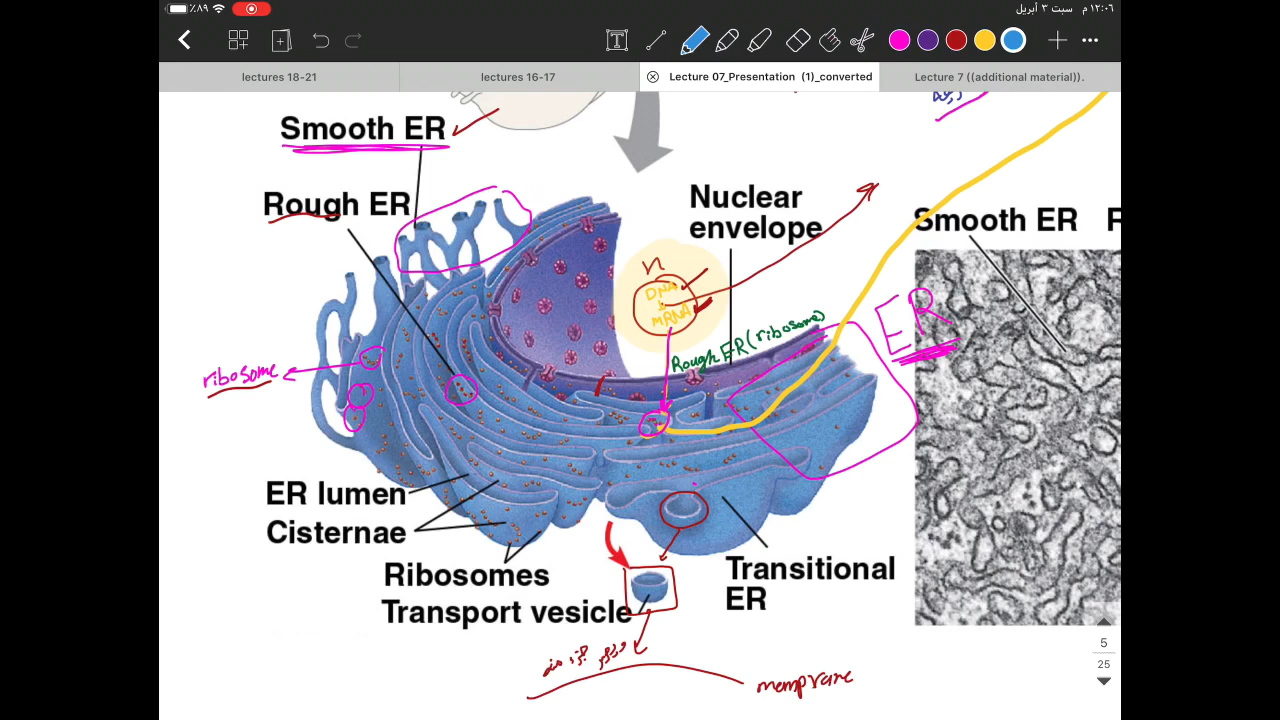 ٪٨٩
١٢:٠٦ م سبت ٣ أبريل
lectures 18-21
lectures 16-17
Lecture 07_Presentation (1)_converted
Lecture 7 ((additional material)).
Smooth ER
Rough ER
Nuclear
envelope
Smooth ER R
n
DNA
mRNA
ER
Rough ER (ribosome)
ribosome
ER lumen
Cisternae
Ribosomes
Transport vesicle
Transitional
ER
memprane
5
25